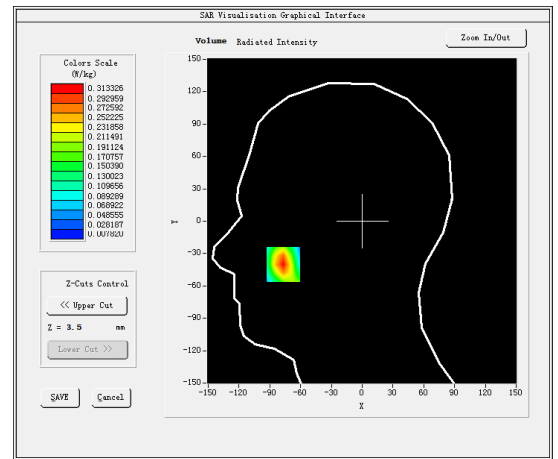 SAR Visualisation Graphical Interface
Volume Radiated Intensity
Zoom In/Out
Colors Scale
(W/kg)
0.313326
0.292959
0.272592
0.252225
0.231858
0.211491
0.191124
0.170757
0.150390
0.130023
0.109656
0.089289
0.068922
0.048555
0.028187
0.007820
Z-Cuts Control
<< Upper Cut
Z = 3.5 mm
Lower Cut >>
SAVE Cancel
150
120
90
60
30
0
-30
-60
-90
-120
-150
Y
-150 -120 -90 -60 -30 0 30 60 90 120 150
X